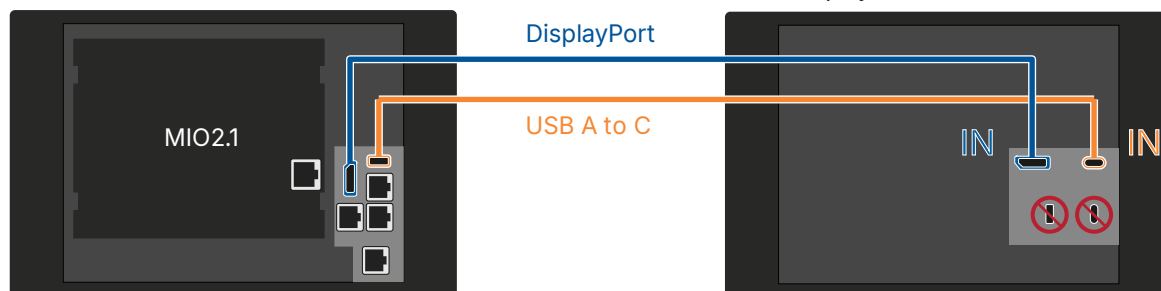 DisplayPort
USB A to C
MIO2.1
IN
IN